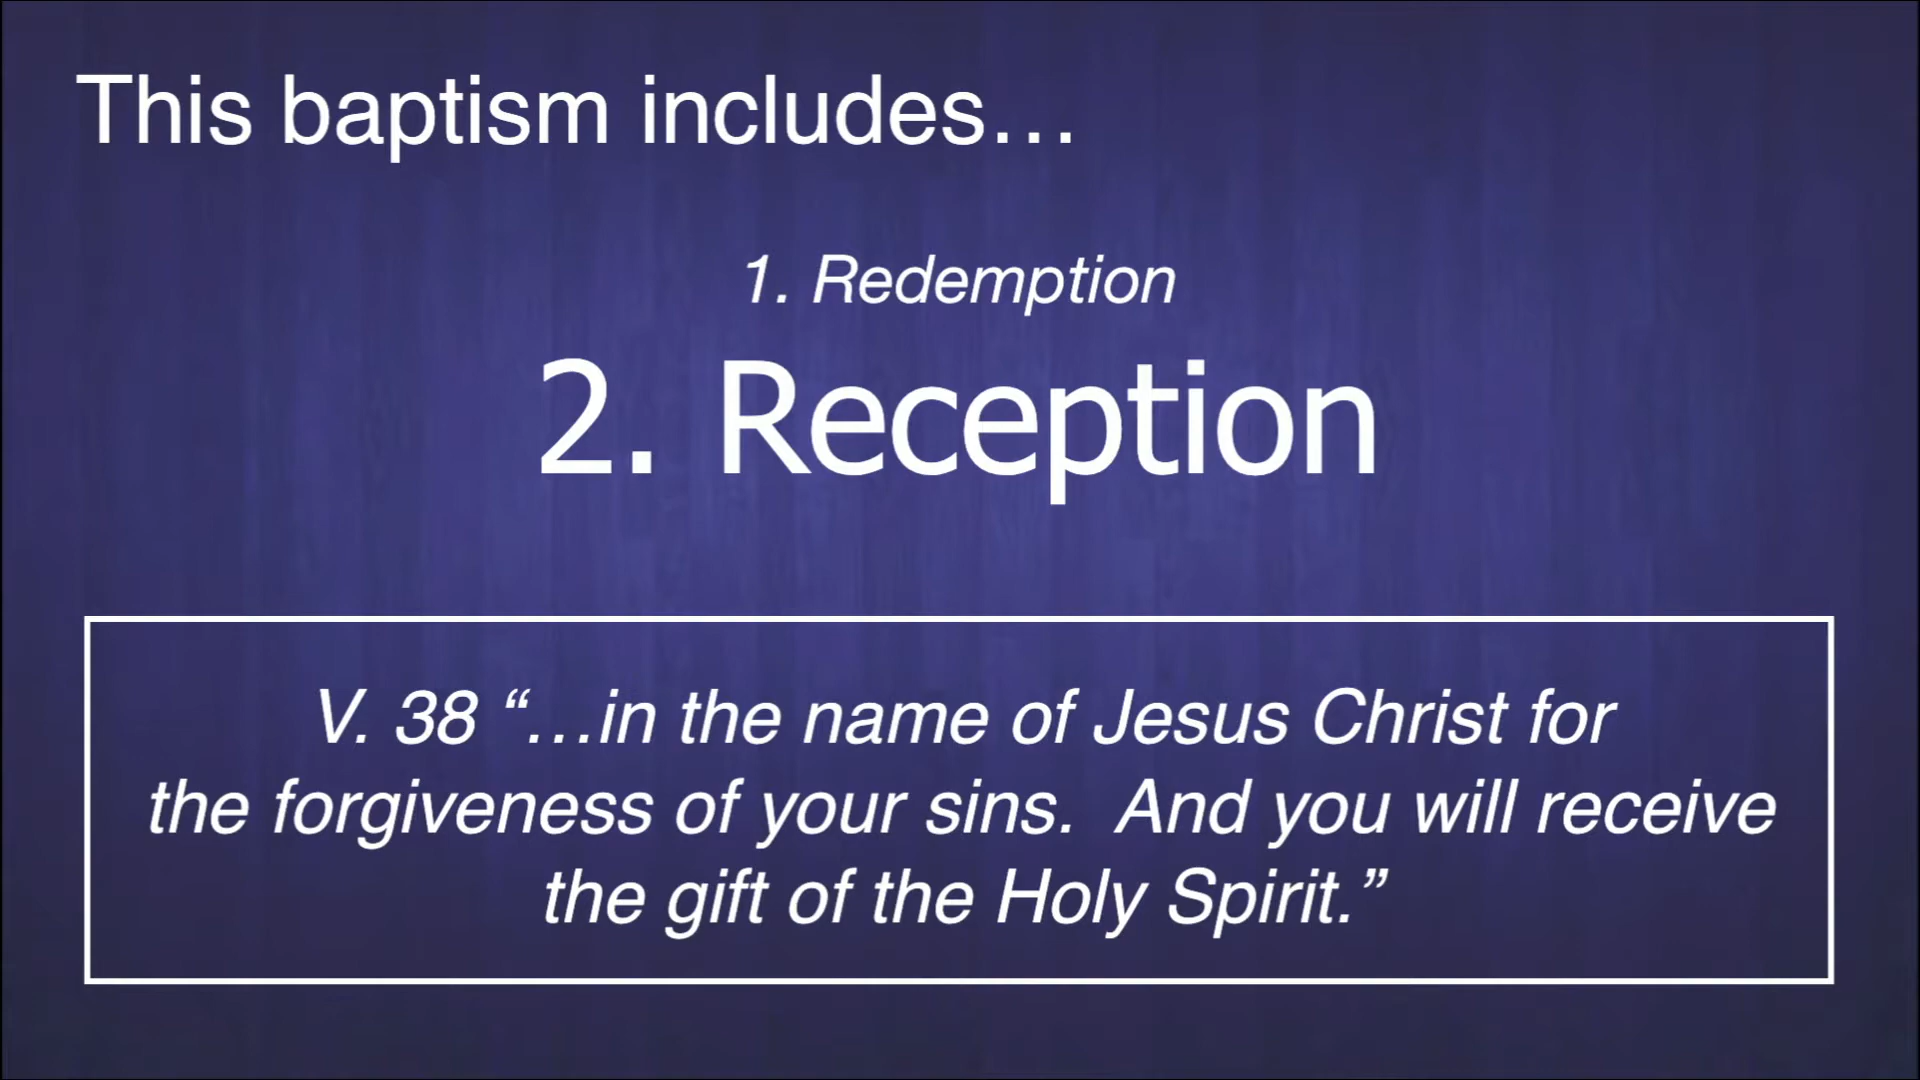 This baptism includes…
1. Redemption
2. Reception
V. 38 “…in the name of Jesus Christ for
the forgiveness of your sins.  And you will receive
the gift of the Holy Spirit.”